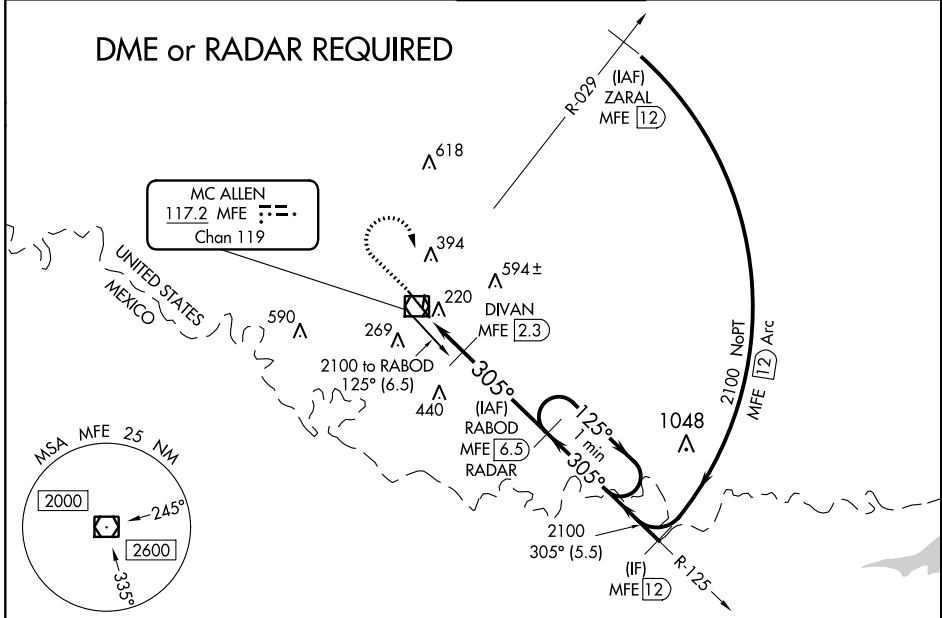 DME or RADAR REQUIRED
R-029
(IAF)
ZARAL
MFE 12
618
MC ALLEN
117.2 MFE
Chan 119
394
594±
UNITED STATES
MEXICO
220
DIVAN
MFE 2.3
590
269
2100 to RABOD
125° (6.5)
305°
2100 NoPT
MFE 12 Arc
440
(IAF)
RABOD
MFE 6.5
RADAR
125°
1 min
305°
1048
MSA MFE 25 NM
2000
245°
2600
335°
2100
305° (5.5)
(IF)
MFE 12
R-125